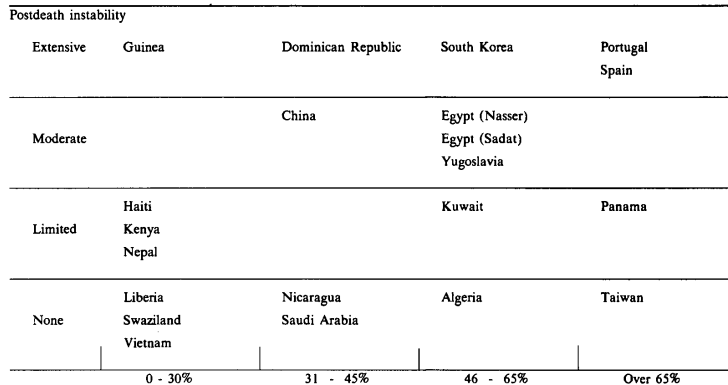 Postdeath instability
Extensive Guinea Dominican Republic South Korea Portugal
Spain
China Egypt (Nasser)
Moderate Egypt (Sadat)
Yugoslavia
Haiti Kuwait Panama
Limited Kenya
Nepal
Liberia Nicaragua Algeria Taiwan
None Swaziland Saudi Arabia
Vietnam
0 - 30% 31 - 45% 46 - 65% Over 65%